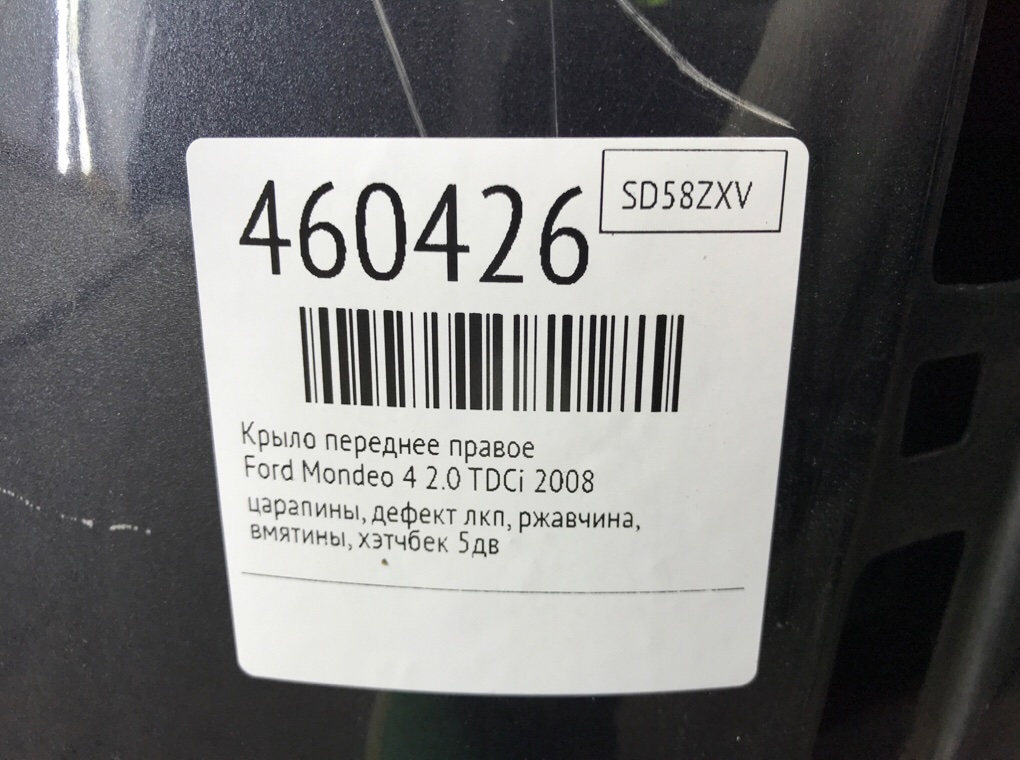 460426
SD58ZXV
Крыло переднее правое
Ford Mondeo 4 2.0 TDCi 2008
царапины, дефект лкп, ржавчина,
вмятины, хэтчбек 5дв